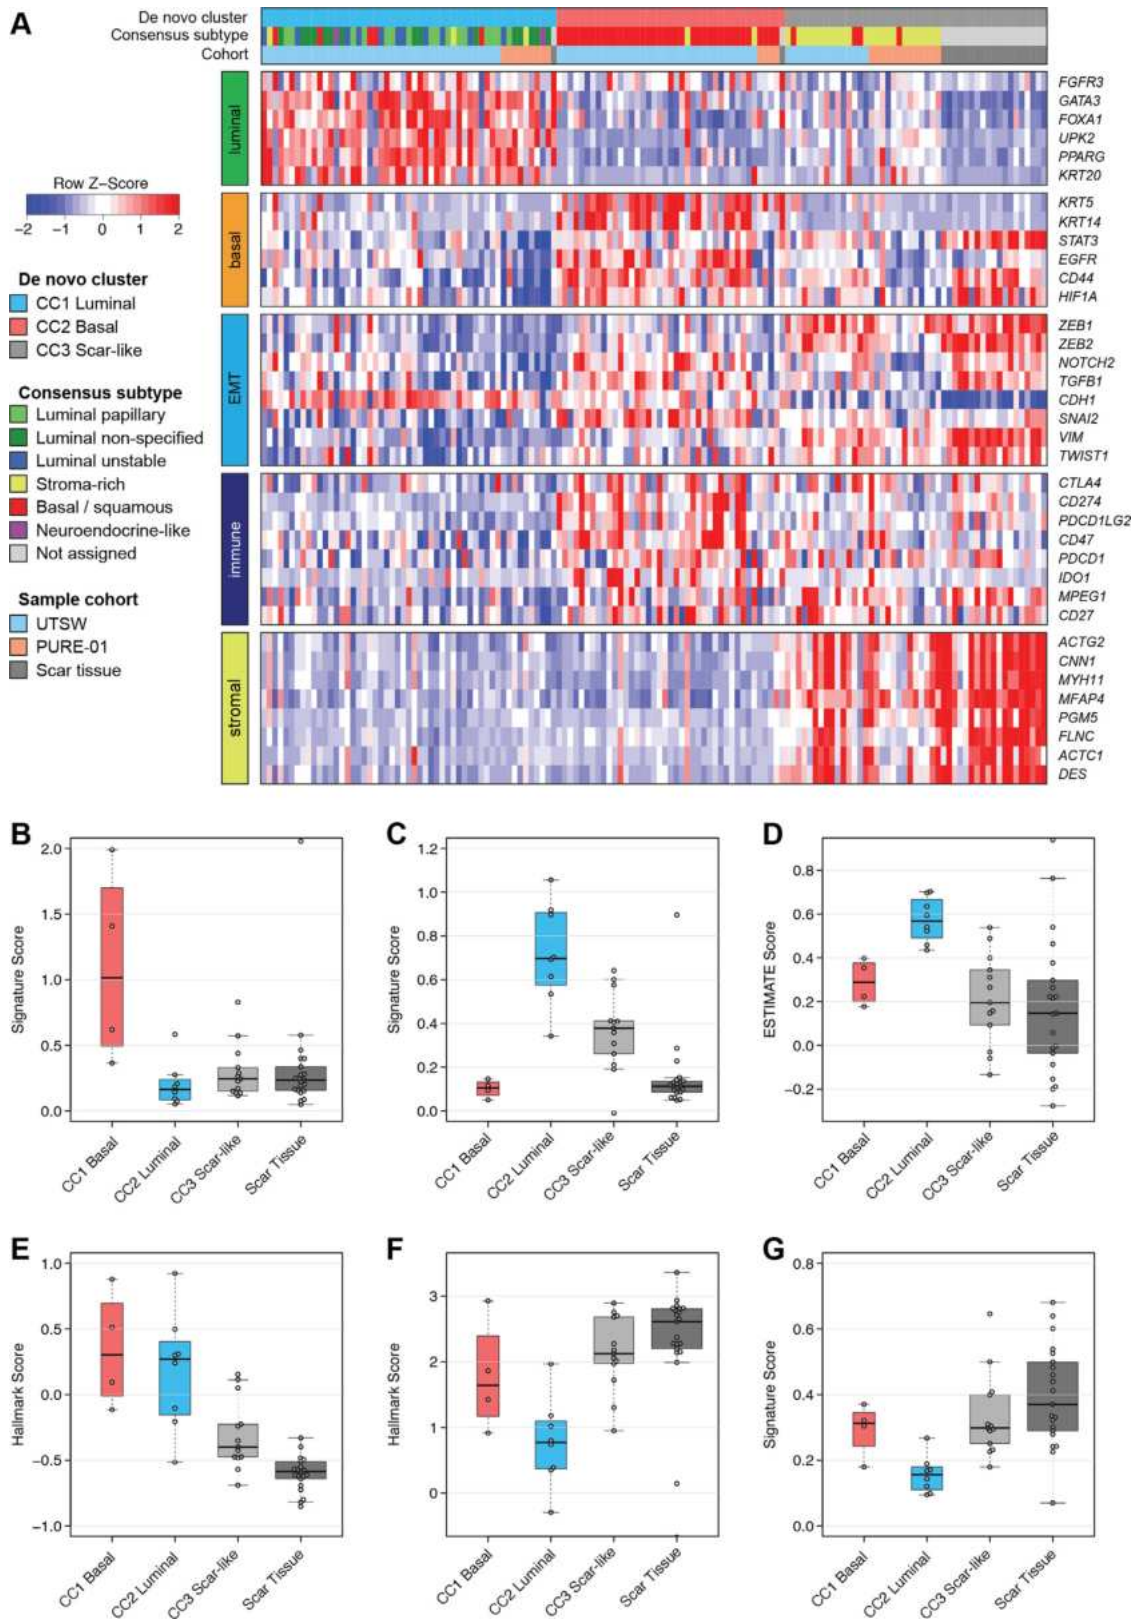 A
De novo cluster
Consensus subtype
Cohort
luminal
FGFR3
GATA3
FOXA1
UPK2
PPARG
KRT20
Row Z-Score
−2 −1 0 1 2
basal
KRT5
KRT14
STAT3
EGFR
CD44
HIF1A
De novo cluster
CC1 Luminal
CC2 Basal
CC3 Scar-like
EMT
ZEB1
ZEB2
NOTCH2
TGFB1
CDH1
SNAI2
VIM
TWIST1
Consensus subtype
Luminal papillary
Luminal non-specified
Luminal unstable
Stroma-rich
Basal / squamous
Neuroendocrine-like
Not assigned
immune
CTLA4
CD274
PDCD1LG2
CD47
PDCD1
IDO1
MPEG1
CD27
Sample cohort
UTSW
PURE-01
Scar tissue
stromal
ACTG2
CNN1
MYH11
MFAP4
PGM5
FLNC
ACTC1
DES
B
Signature Score
2.0
1.5
1.0
0.5
0.0
CC1 Basal
CC2 Luminal
CC3 Scar-like
Scar Tissue
C
Signature Score
1.2
1.0
0.8
0.6
0.4
0.2
0.0
CC1 Basal
CC2 Luminal
CC3 Scar-like
Scar Tissue
D
ESTIMATE Score
0.8
0.6
0.4
0.2
0.0
−0.2
CC1 Basal
CC2 Luminal
CC3 Scar-like
Scar Tissue
E
Hallmark Score
1.0
0.5
0.0
−0.5
−1.0
CC1 Basal
CC2 Luminal
CC3 Scar-like
Scar Tissue
F
Hallmark Score
3
2
1
0
CC1 Basal
CC2 Luminal
CC3 Scar-like
Scar Tissue
G
Signature Score
0.8
0.6
0.4
0.2
0.0
CC1 Basal
CC2 Luminal
CC3 Scar-like
Scar Tissue